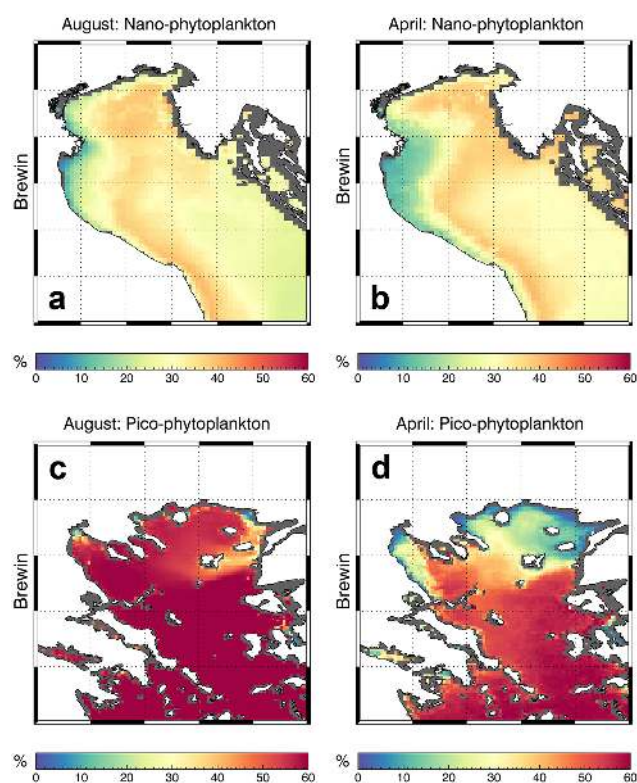 August: Nano-phytoplankton
April: Nano-phytoplankton
Brewin
a
Brewin
b
% 0 10 20 30 40 50 60
% 0 10 20 30 40 50 60
August: Pico-phytoplankton
April: Pico-phytoplankton
c
d
Brewin
Brewin
% 0 10 20 30 40 50 60
% 0 10 20 30 40 50 60